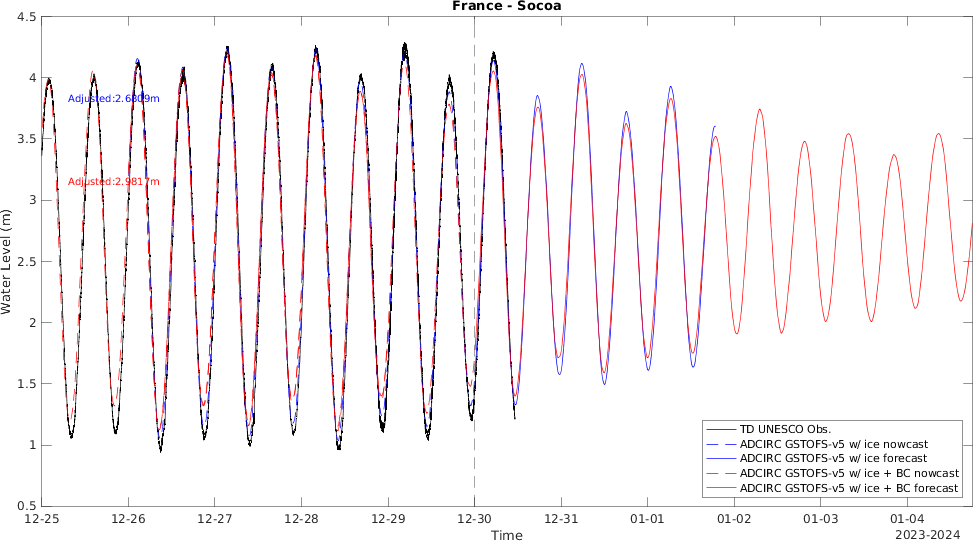 France - Socoa
4.5
4
3.5
3
2.5
2
1.5
1
0.5
Water Level (m)
Adjusted:2.6809m
Adjusted:2.9817m
TD UNESCO Obs.
ADCIRC GSTOFS-v5 w/ ice nowcast
ADCIRC GSTOFS-v5 w/ ice forecast
ADCIRC GSTOFS-v5 w/ ice + BC nowcast
ADCIRC GSTOFS-v5 w/ ice + BC forecast
12-25 12-26 12-27 12-28 12-29 12-30 12-31 01-01 01-02 01-03 01-04
Time
2023-2024